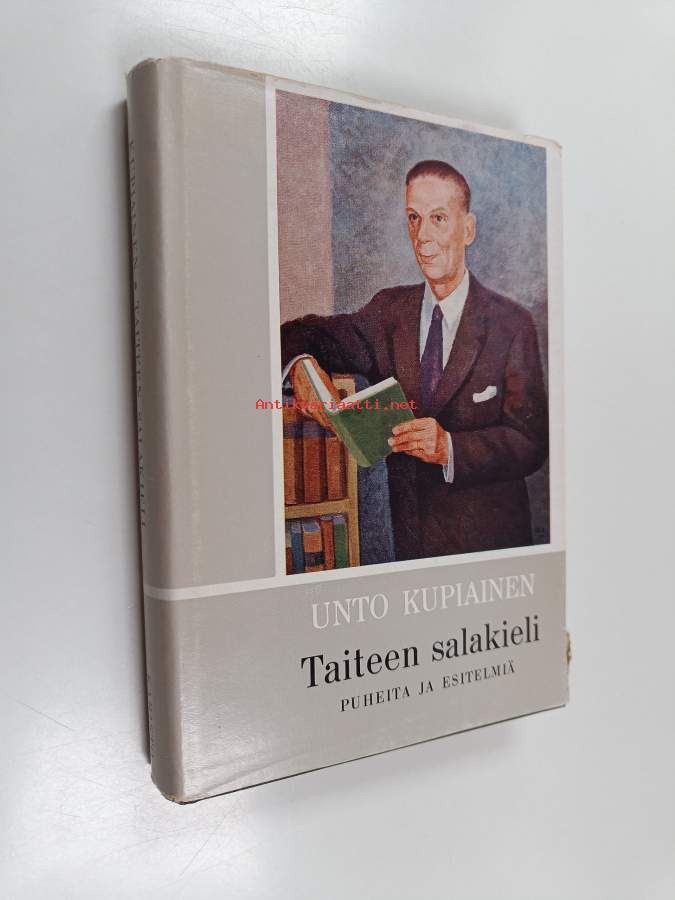 UNTO KUPIAINEN
Taiteen salakieli
PUHEITA JA ESITELMIÄ
Antikvariaatti.net